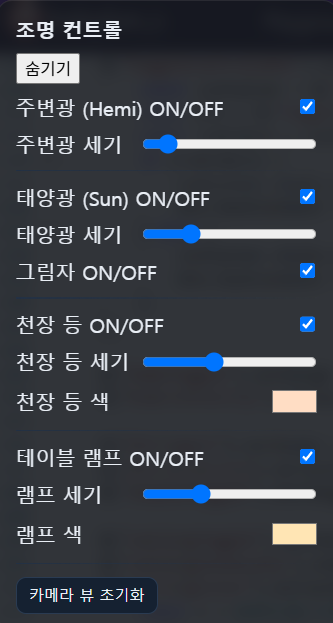 조명 컨트롤
숨기기
주변광 (Hemi) ON/OFF
주변광 세기
태양광 (Sun) ON/OFF
태양광 세기
그림자 ON/OFF
천장 등 ON/OFF
천장 등 세기
천장 등 색
테이블 램프 ON/OFF
램프 세기
램프 색
카메라 뷰 초기화